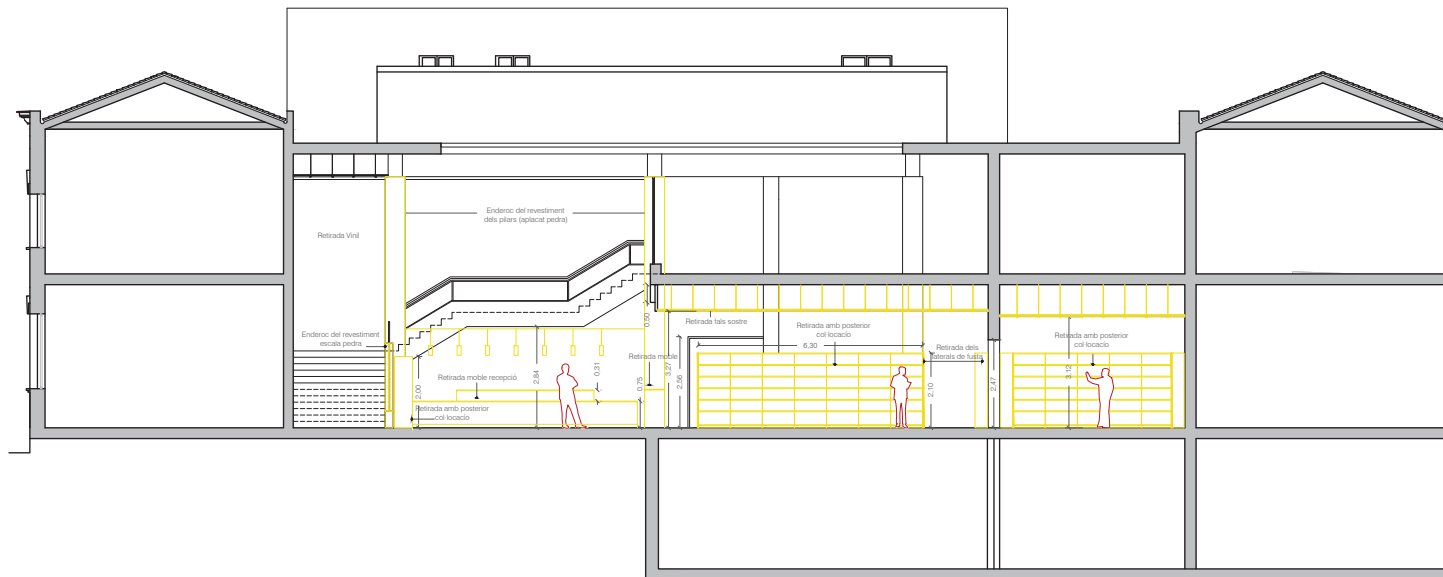 Enderoc del revestiment
dels pilars (aplacat pedra)
Retirada Vinil
Enderoc del revestiment
escala pedra
Retirada moble recepció
Retirada amb posterior
col·locacio
2,00
2,84
0,31
0,75
0,50
Retirada moble
3,27
2,56
Retirada fals sostre
Retirada amb posterior
col·locacio
6,30
2,10
Retirada dels
laterals de fusta
2,47
3,12
Retirada amb posterior
col·locacio